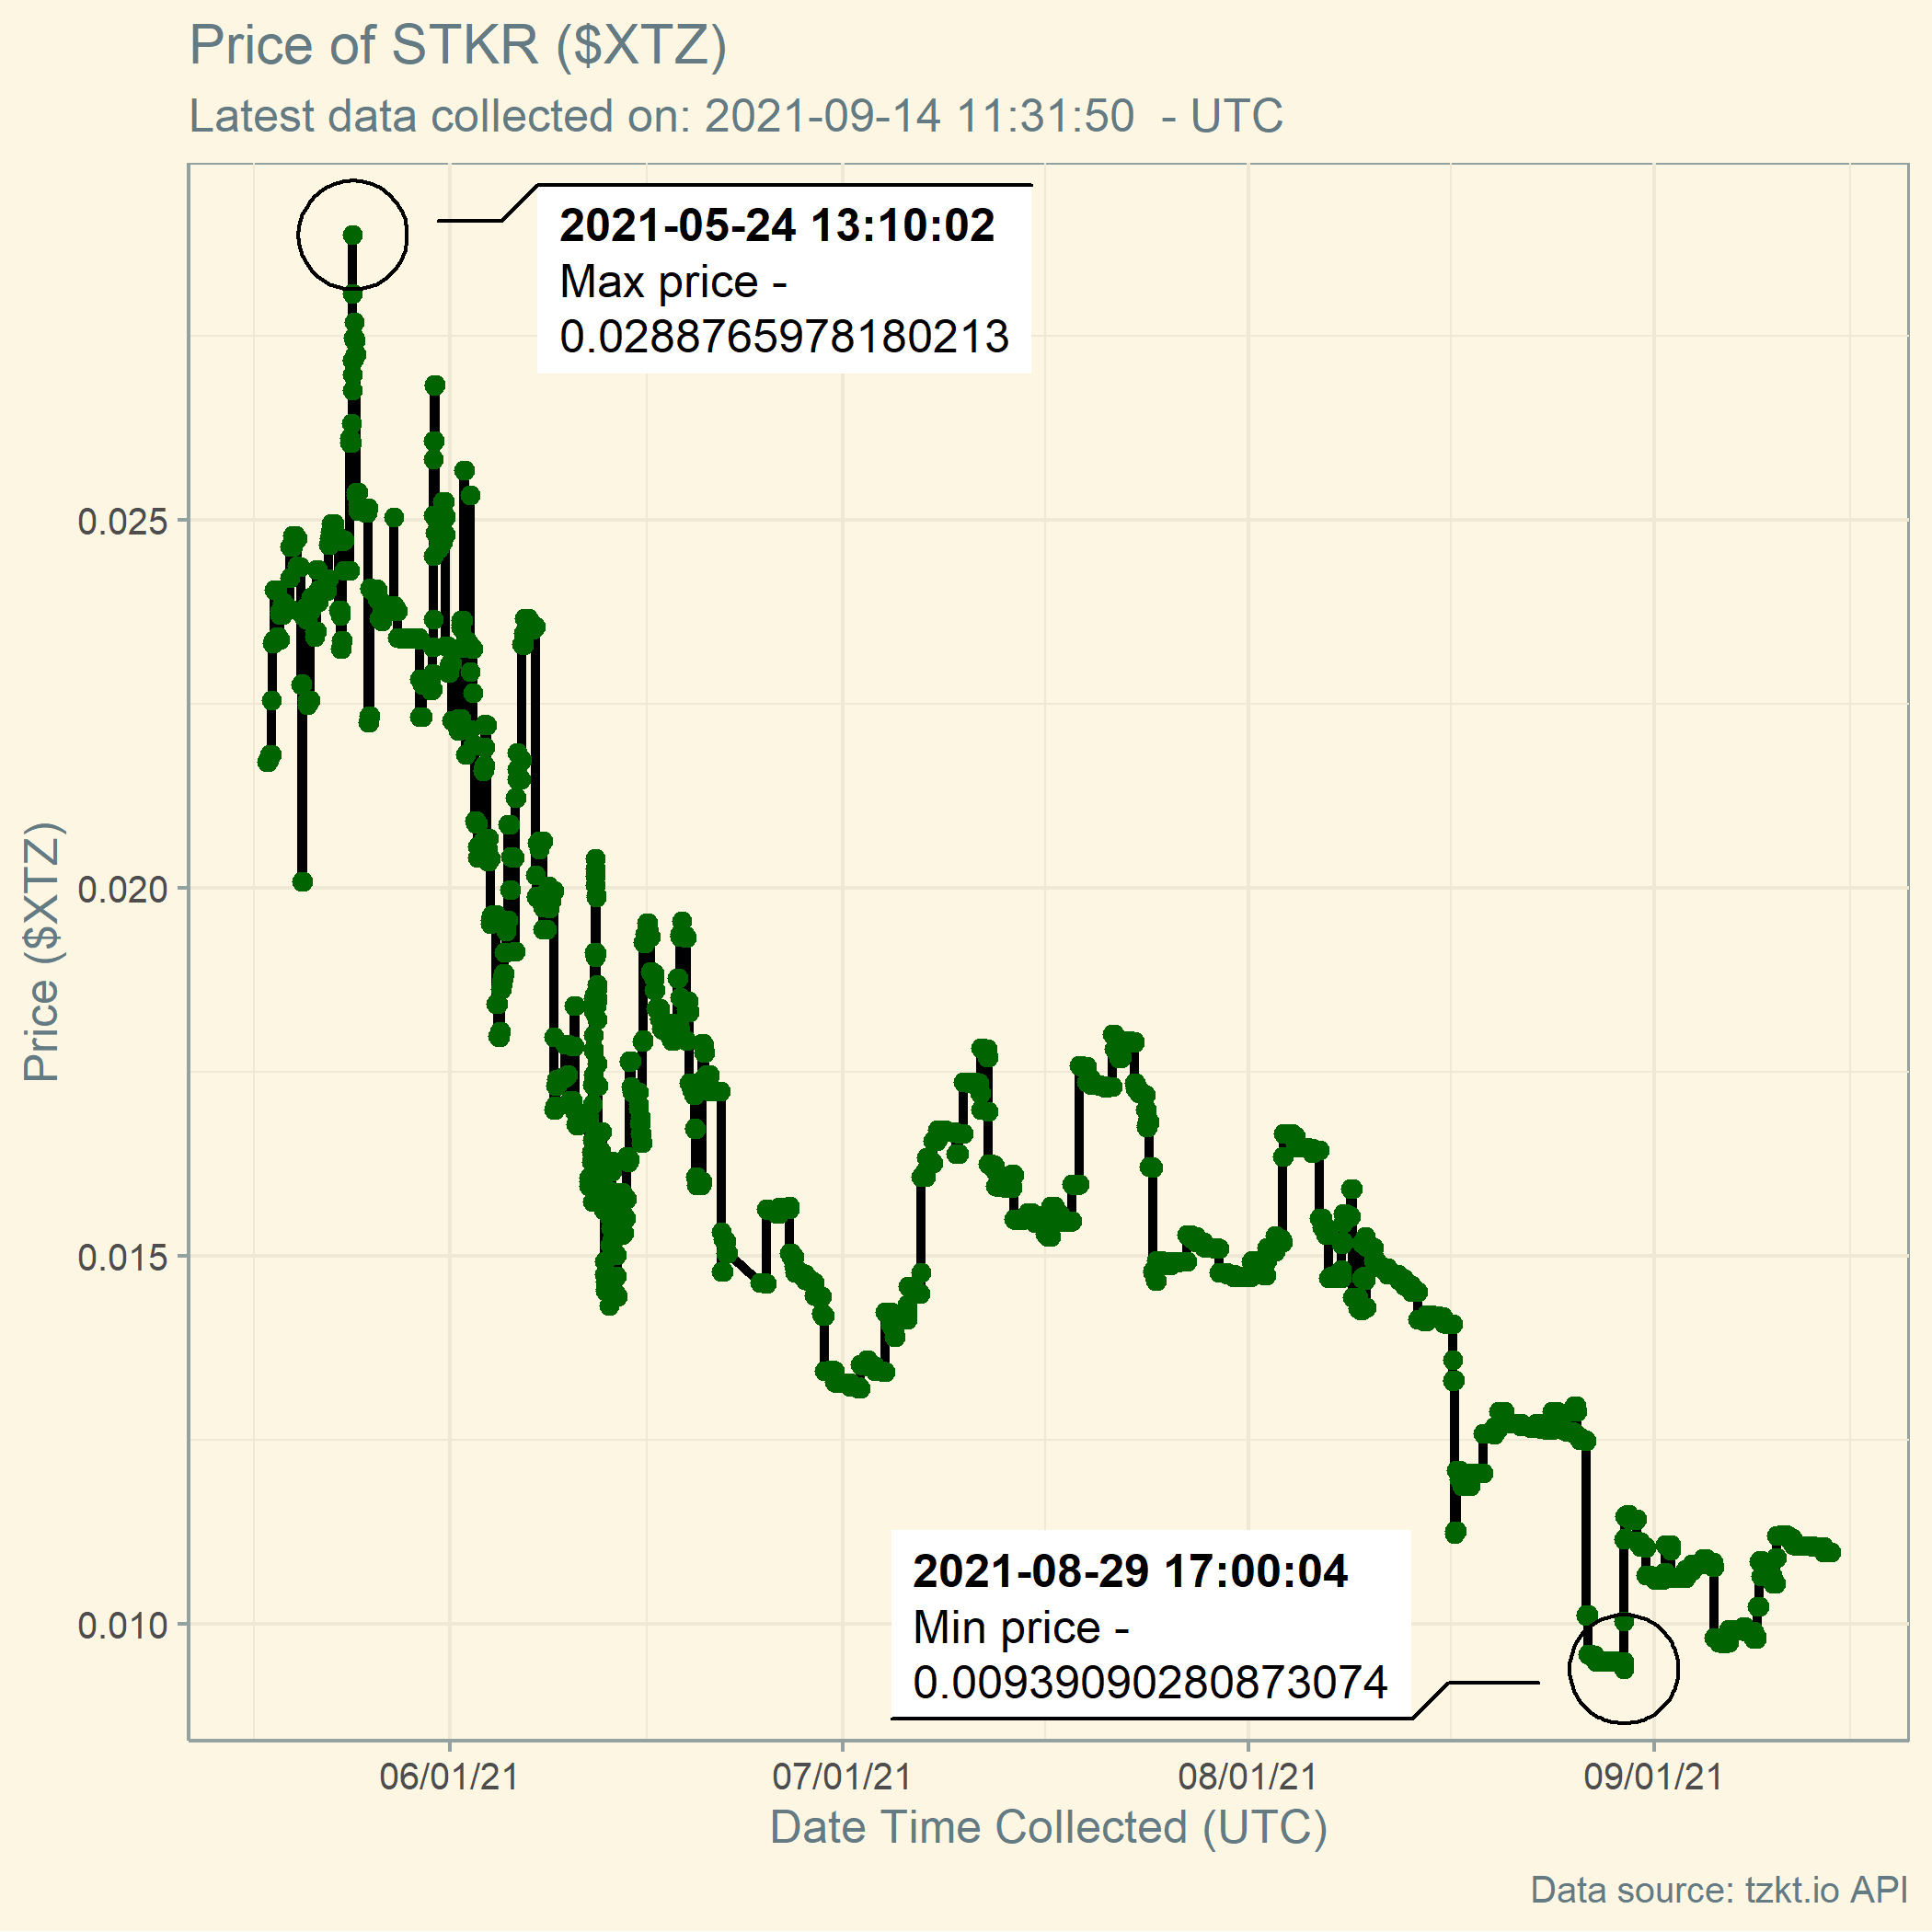 Price of STKR ($XTZ)
Latest data collected on: 2021-09-14 11:31:50  - UTC
2021-05-24 13:10:02
Max price -
0.0288765978180213
0.025
0.020
0.015
0.010
Price ($XTZ)
2021-08-29 17:00:04
Min price -
0.00939090280873074
06/01/21
07/01/21
08/01/21
09/01/21
Date Time Collected (UTC)
Data source: tzkt.io API